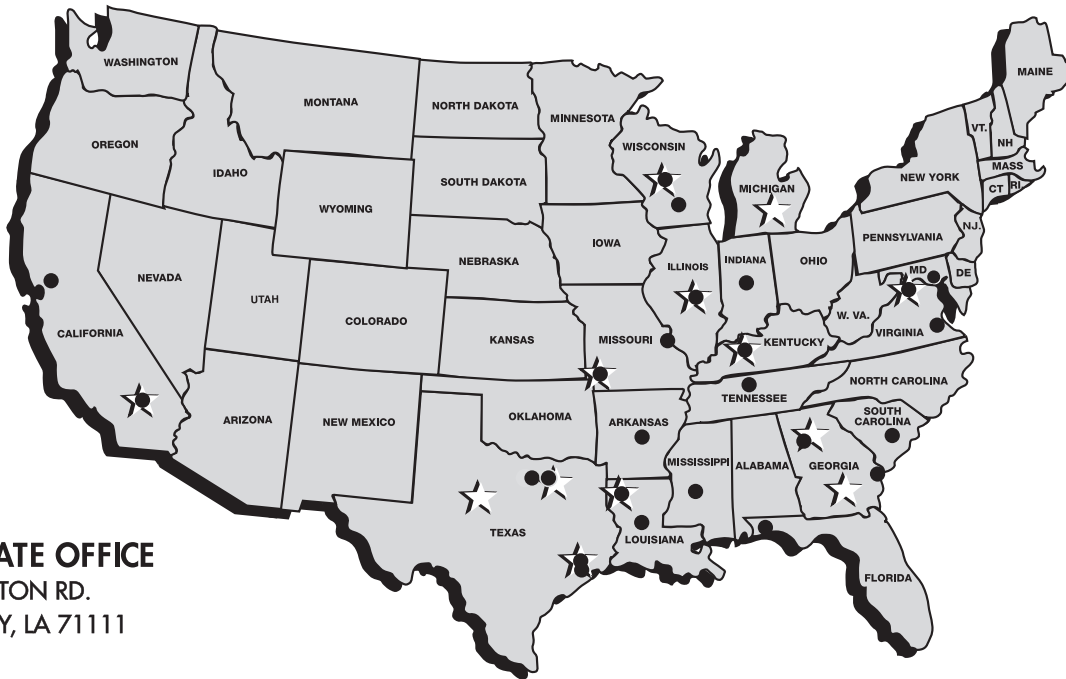 WASHINGTON
MAINE
MONTANA
NORTH DAKOTA
MINNESOTA
VT.
NH
OREGON
WISCONSIN
MASS
IDAHO
SOUTH DAKOTA
MICHIGAN
NEW YORK
CT
RI.
WYOMING
IOWA
NJ.
PENNSYLVANIA
NEBRASKA
ILLINOIS
INDIANA
OHIO
MD
DE
NEVADA
UTAH
COLORADO
W. VA.
CALIFORNIA
KANSAS
MISSOURI
KENTUCKY
VIRGINIA
NORTH CAROLINA
TENNESSEE
ARIZONA
NEW MEXICO
OKLAHOMA
ARKANSAS
SOUTH
CAROLINA
MISSISSIPPI
ALABAMA
GEORGIA
TEXAS
LOUISIANA
FLORIDA
ATE OFFICE
TON RD.
Y, LA 71111